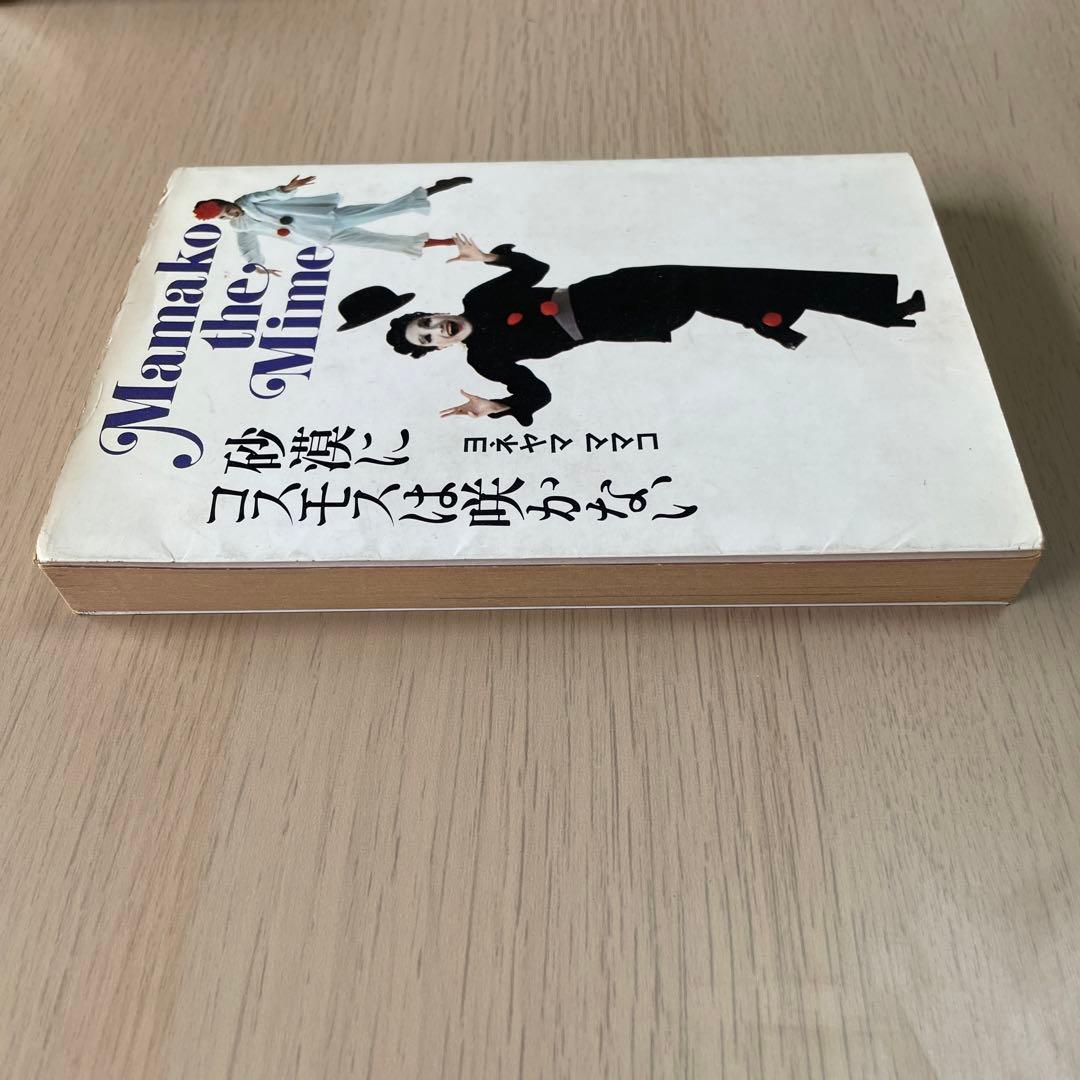 Mamako
the
Mime
砂漠に
コスモスは咲かない
ヨネヤマ ママコ